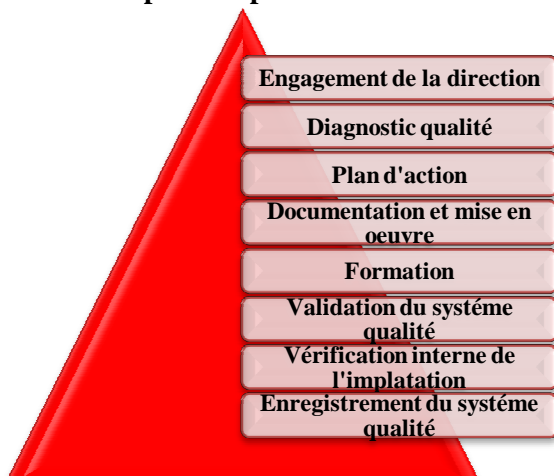 Engagement de la direction
Diagnostic qualité
Plan d'action
Documentation et mise en
oeuvre
Formation
Validation du systéme
qualité
Vérification interne de
l'implatation
Enregistrement du systéme
qualité